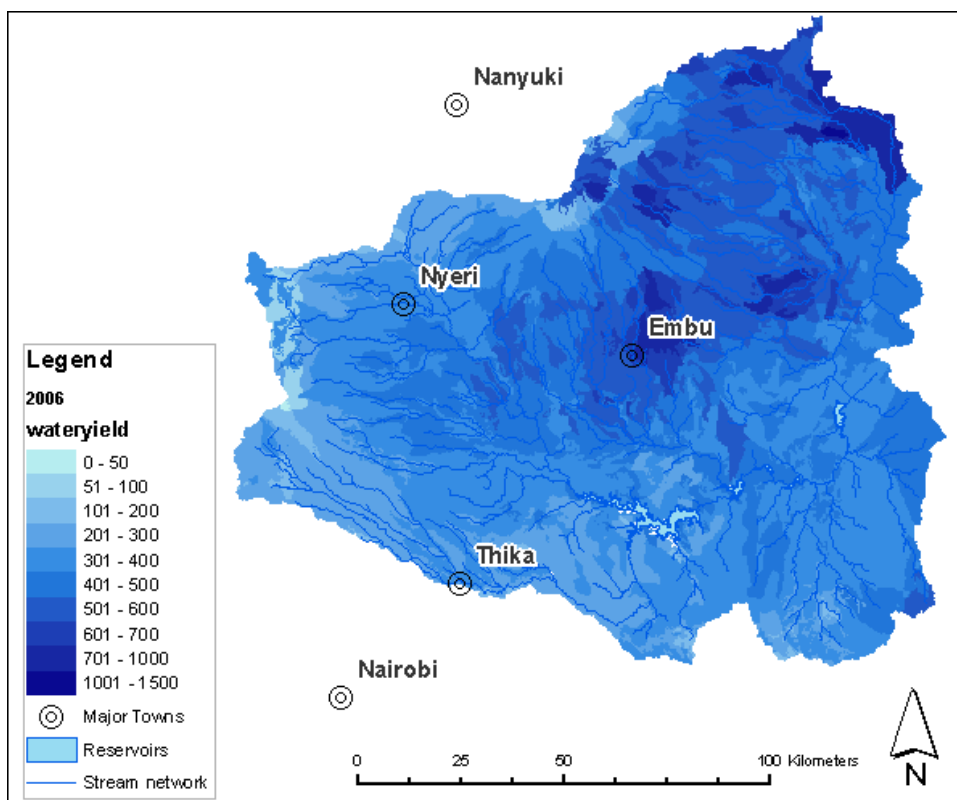 Nanyuki
Nyeri
Embu
Thika
Nairobi
Legend
2006
wateryield
0 - 50
51 - 100
101 - 200
201 - 300
301 - 400
401 - 500
501 - 600
601 - 700
701 - 1000
1001 - 1500
Major Towns
Reservoirs
Stream network
0 25 50 100 Kilometers
N